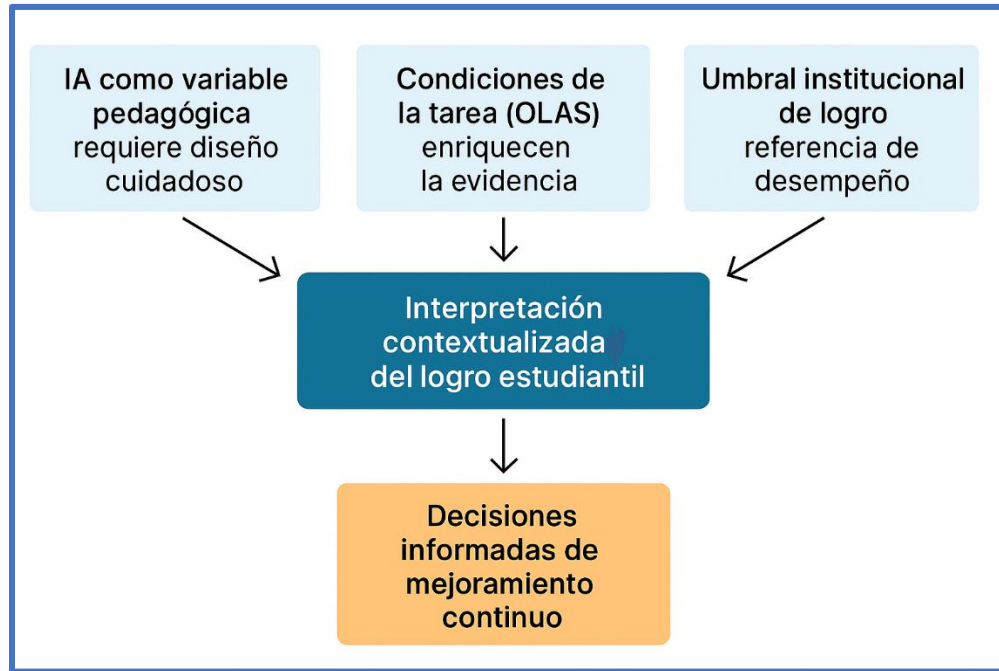 IA como variable
pedagógica
requiere diseño
cuidadoso
Condiciones de
la tarea (OLAS)
enriquecen
la evidencia
Umbral institucional
de logro
referencia de
desempeño
Interpretación
contextualizada
del logro estudiantil
Decisiones
informadas de
mejoramiento
continuo